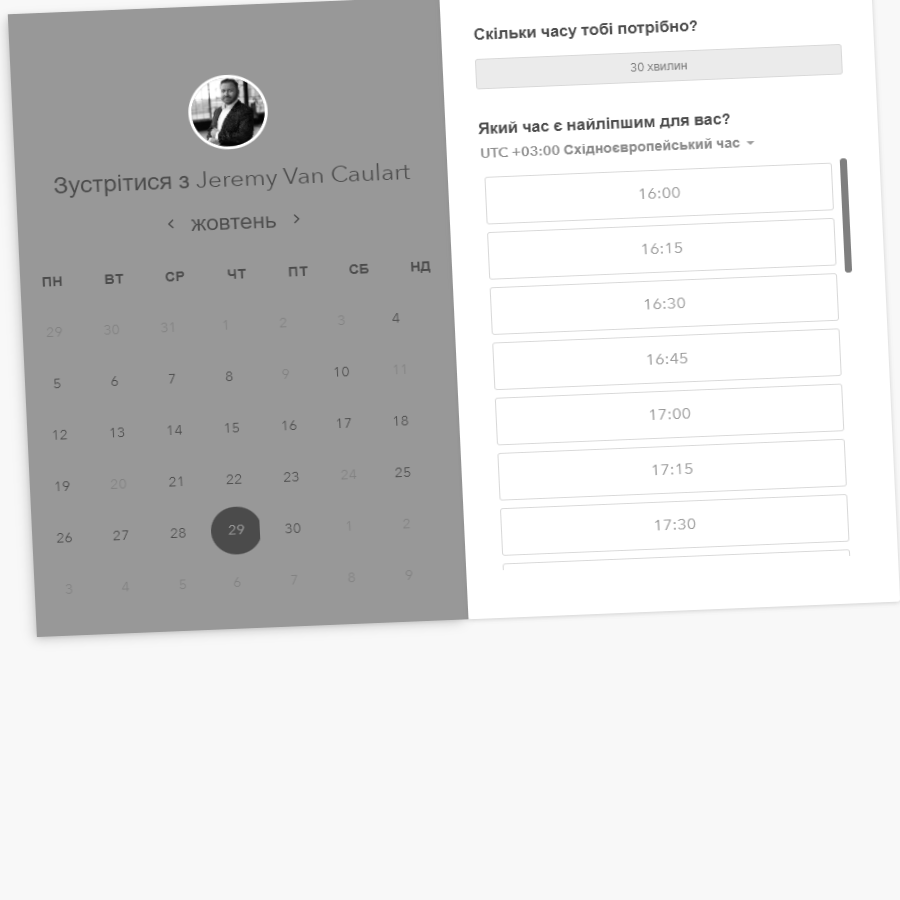 Зустрітися з Jeremy Van Caulart
‹ жовтень ›
ПН ВТ СР ЧТ ПТ СБ НД
29 30 31 1 2 3 4
5 6 7 8 9 10 11
12 13 14 15 16 17 18
19 20 21 22 23 24 25
26 27 28 29 30 1 2
3 4 5 6 7 8 9
Скільки часу тобі потрібно?
30 хвилин
Який час є найліпшим для вас?
UTC +03:00 Східноєвропейський час
16:00
16:15
16:30
16:45
17:00
17:15
17:30